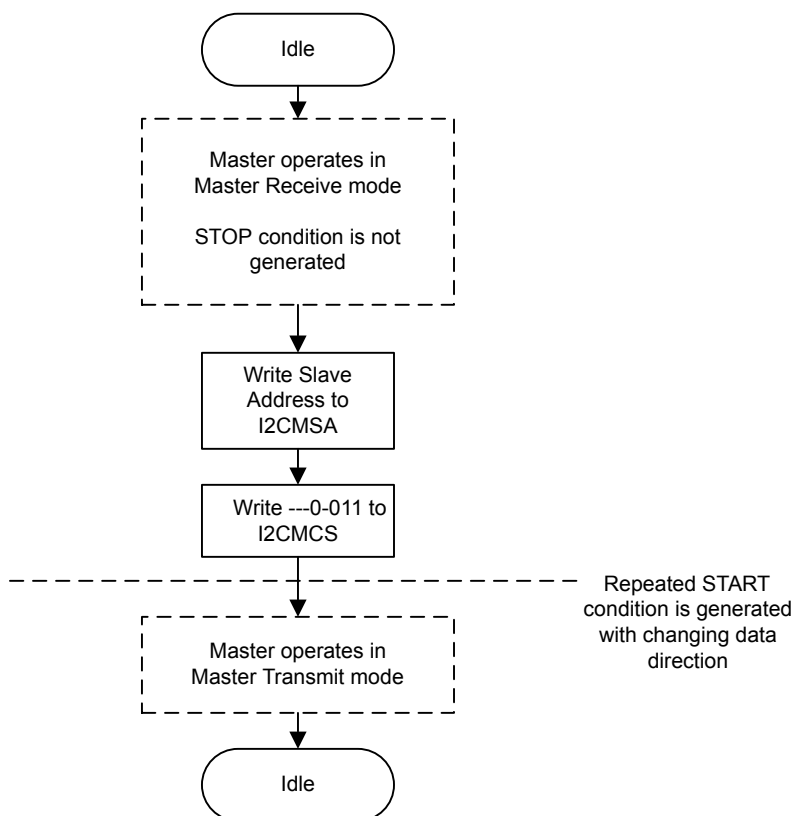 Idle
Master operates in
Master Receive mode
STOP condition is not
generated
Write Slave
Address to
I2CMSA
Write ---0-011 to
I2CMCS
Repeated START
condition is generated
with changing data
direction
Master operates in
Master Transmit mode
Idle